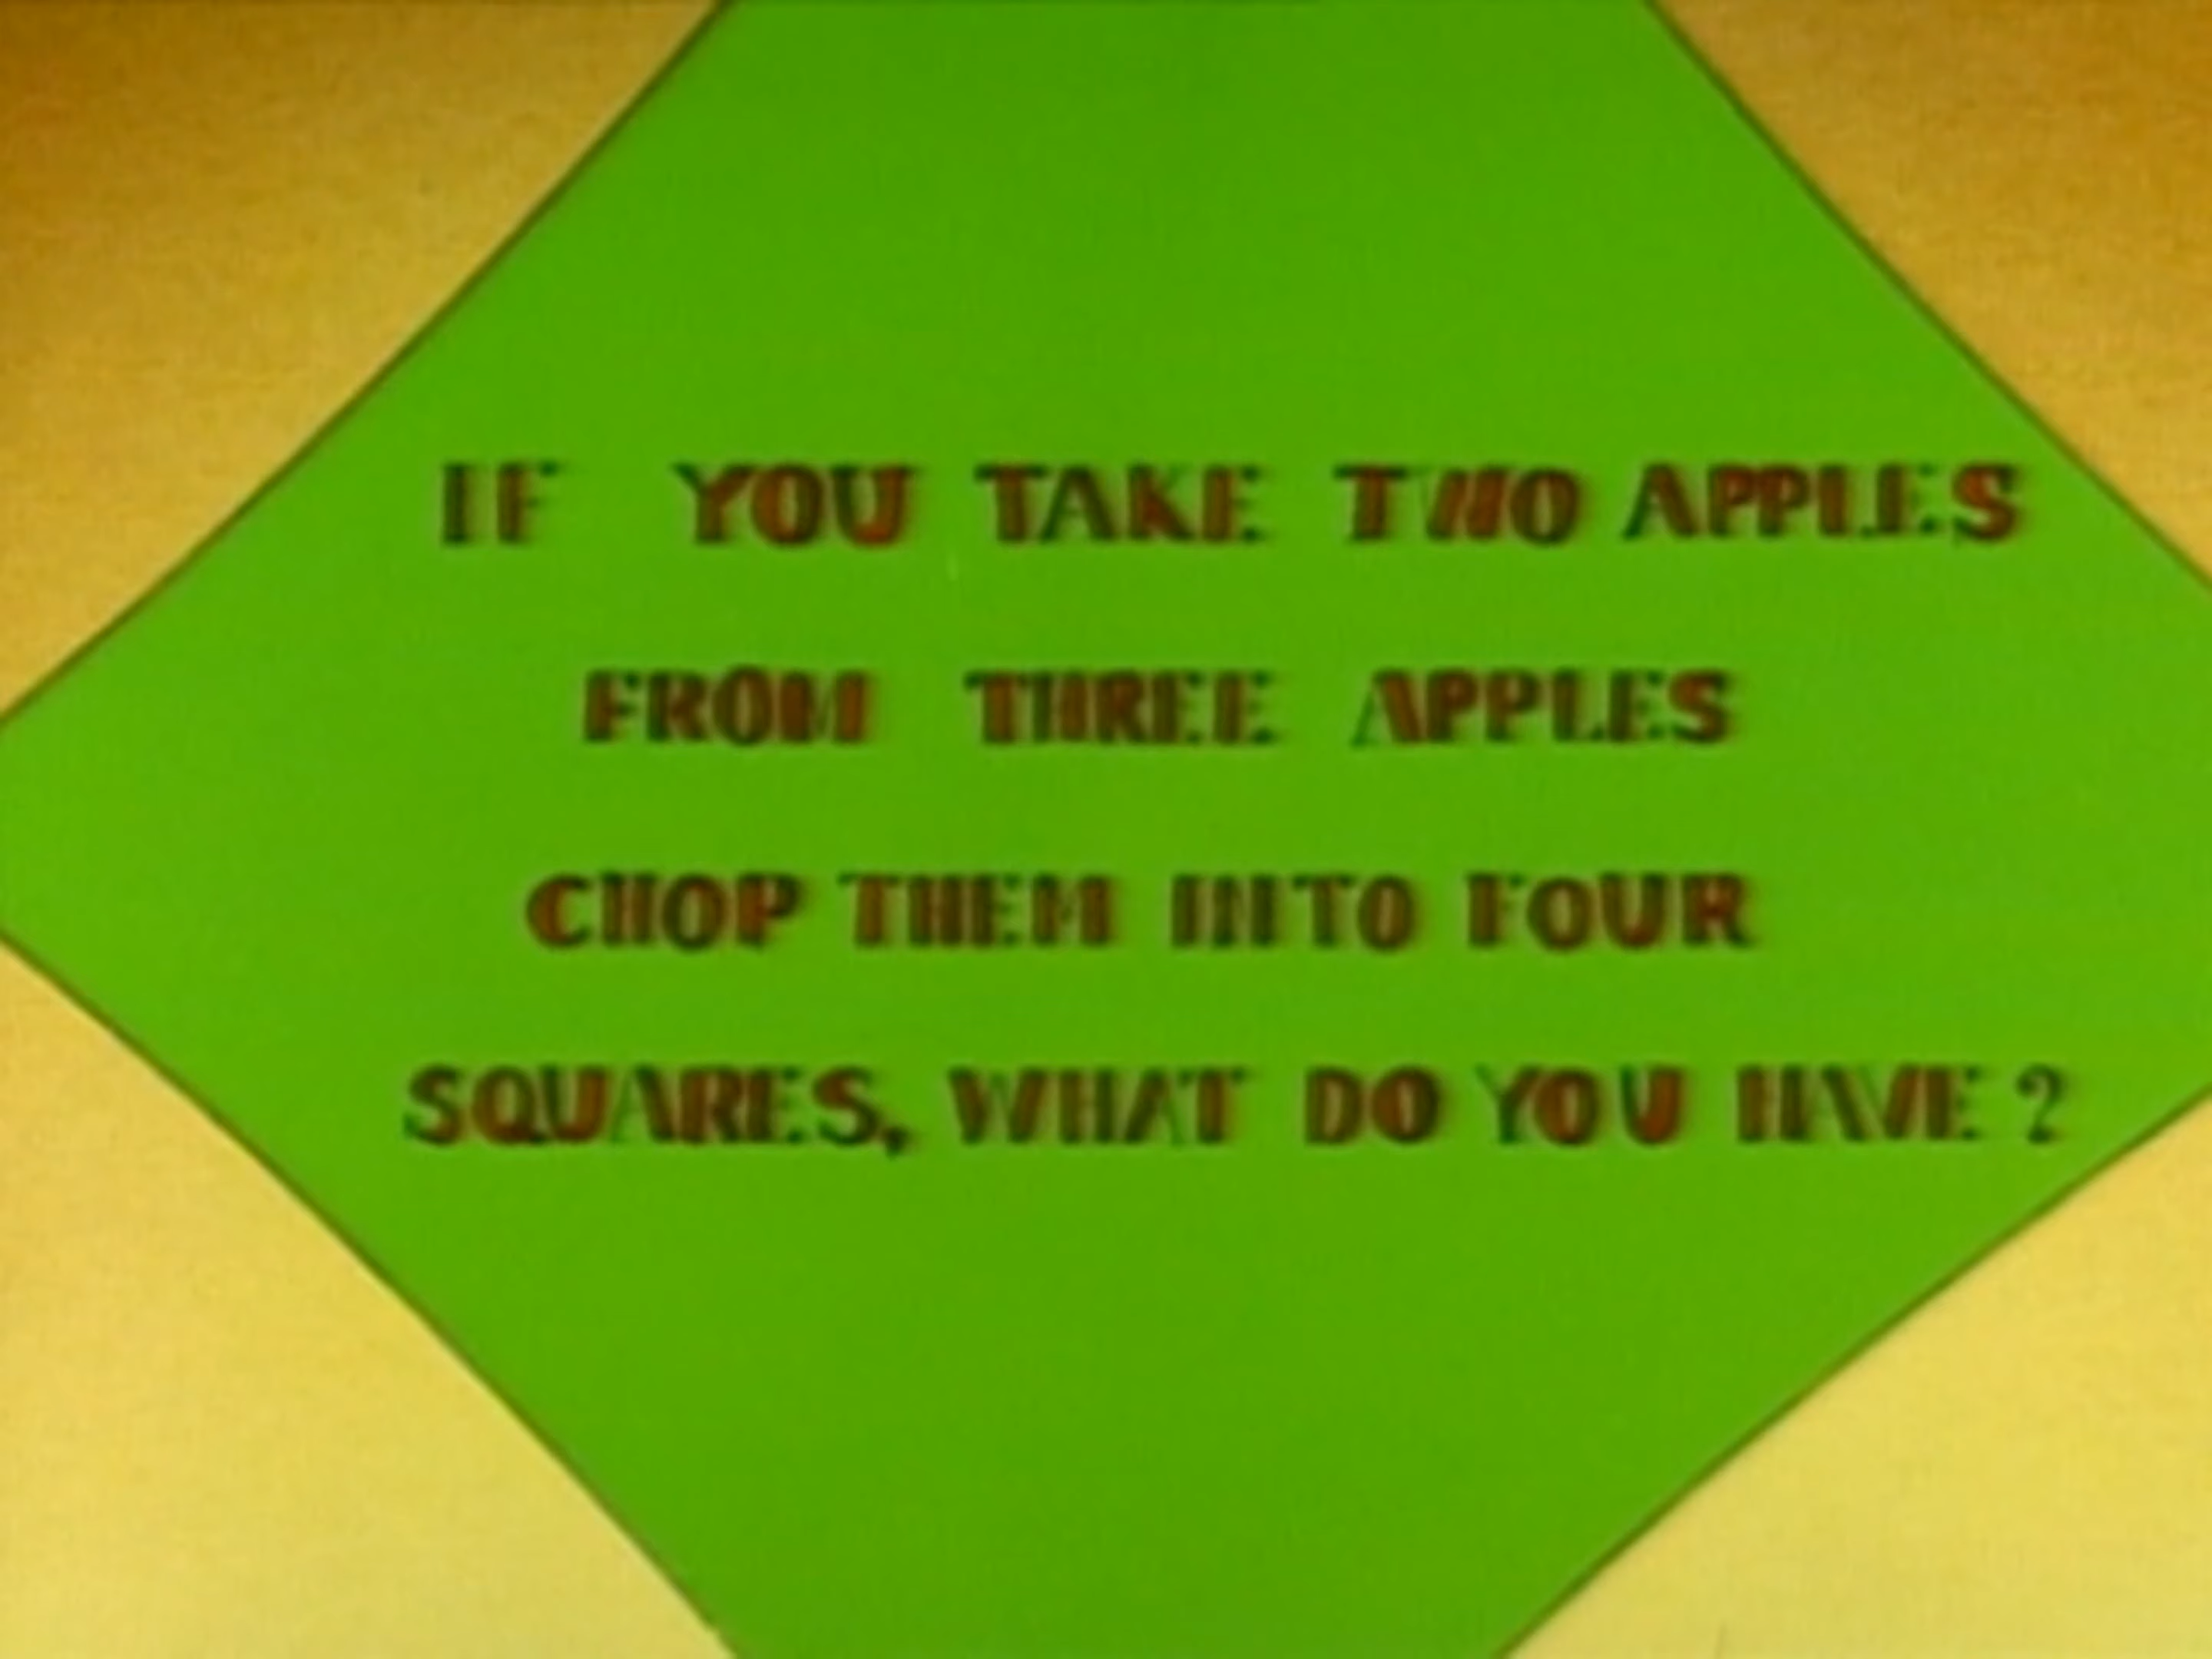 IF YOU TAKE TWO APPLES
FROM THREE APPLES
CHOP THEM INTO FOUR
SQUARES, WHAT DO YOU HAVE?